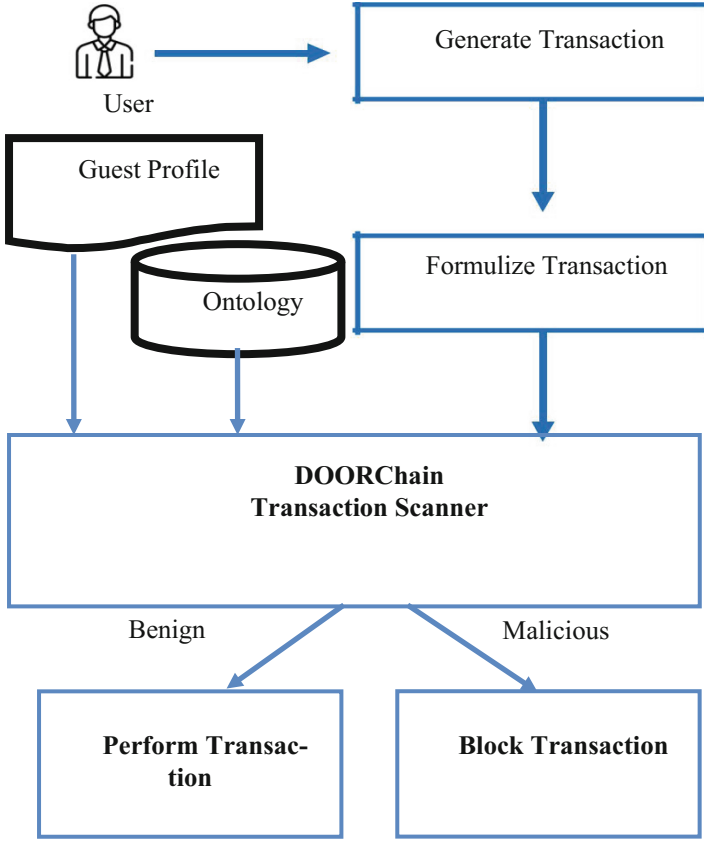 Generate Transaction
User
Guest Profile
Formulize Transaction
Ontology
DOORChain
Transaction Scanner
Benign
Malicious
Perform Transac-
tion
Block Transaction